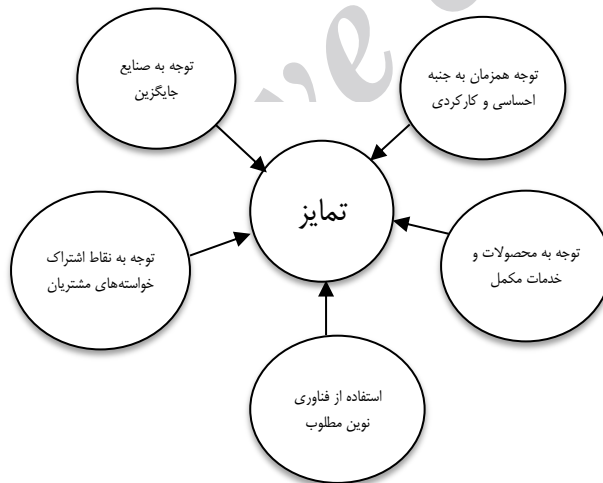 توجه همزمان به جنبه
احساسی و کارکردی
توجه به صنایع
جایگزین
تمایز
توجه به محصولات و
خدمات مکمل
توجه به نقاط اشتراک
خواسته‌های مشتریان
استفاده از فناوری
نوین مطلوب